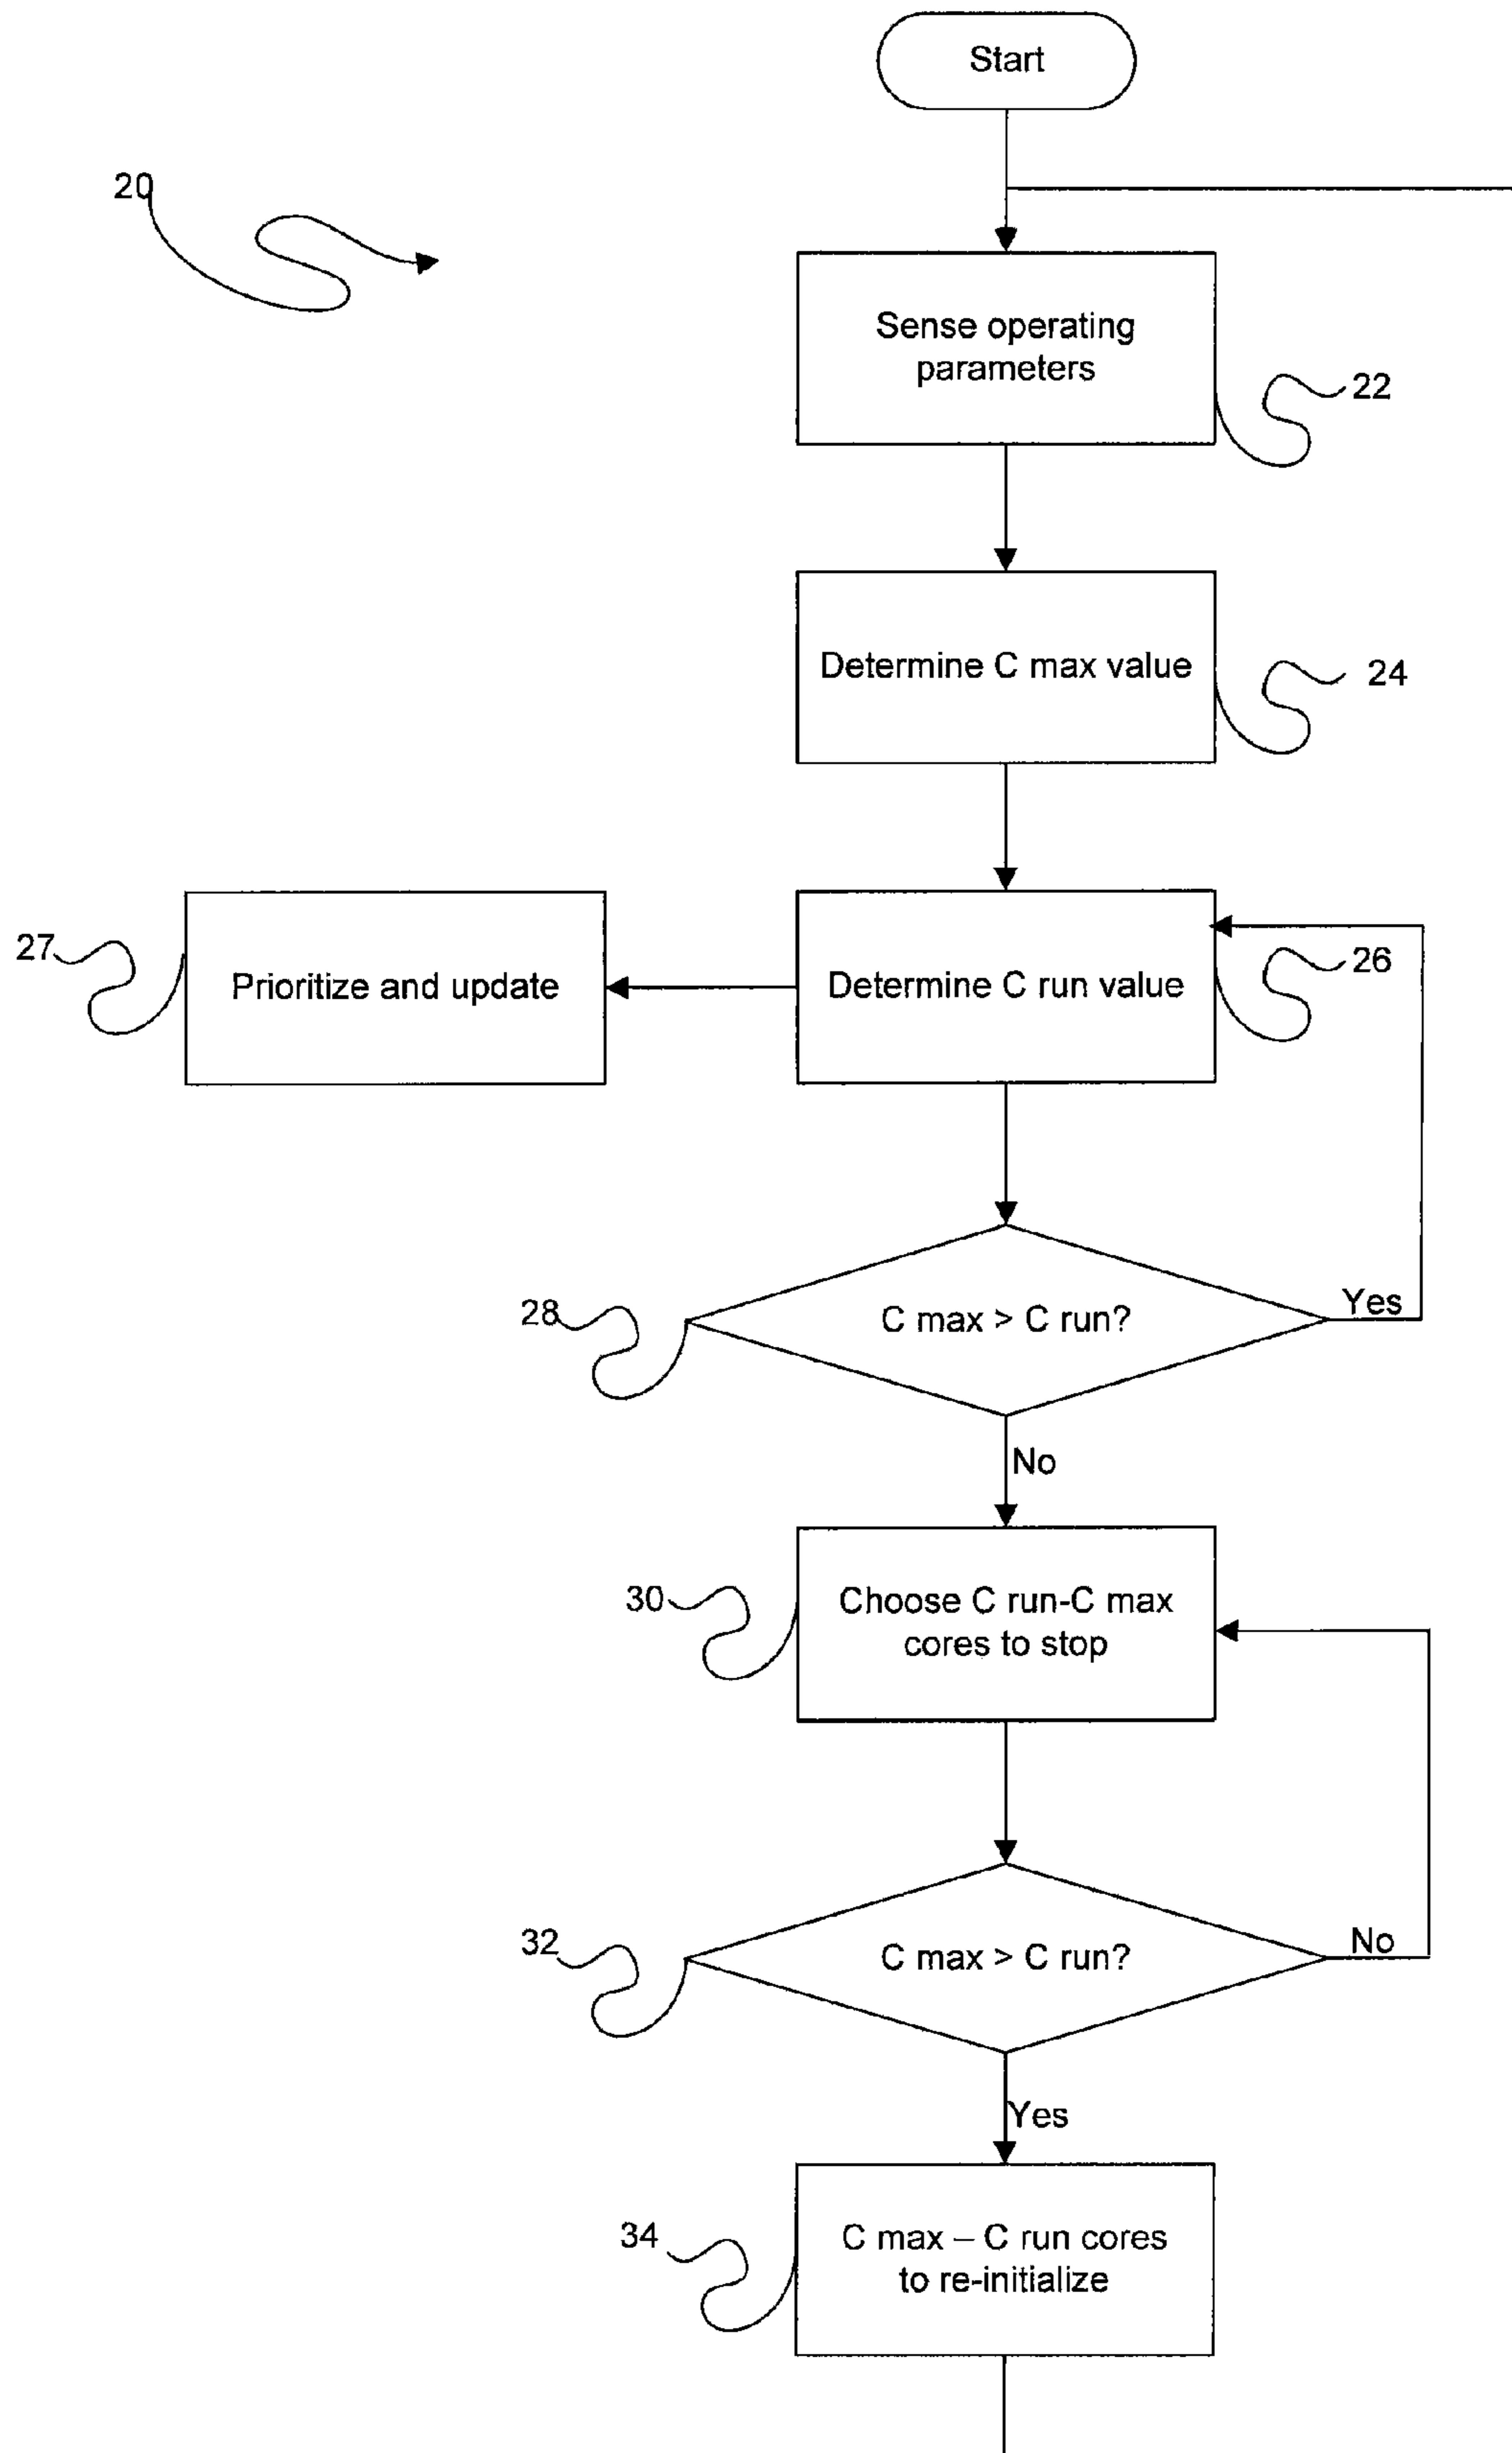 Start
20
Sense operating
parameters
22
Determine C max value
24
27
Prioritize and update
Determine C run value
26
28
C max > C run?
Yes
No
30
Choose C run-C max
cores to stop
32
C max > C run?
No
Yes
34
C max – C run cores
to re-initialize